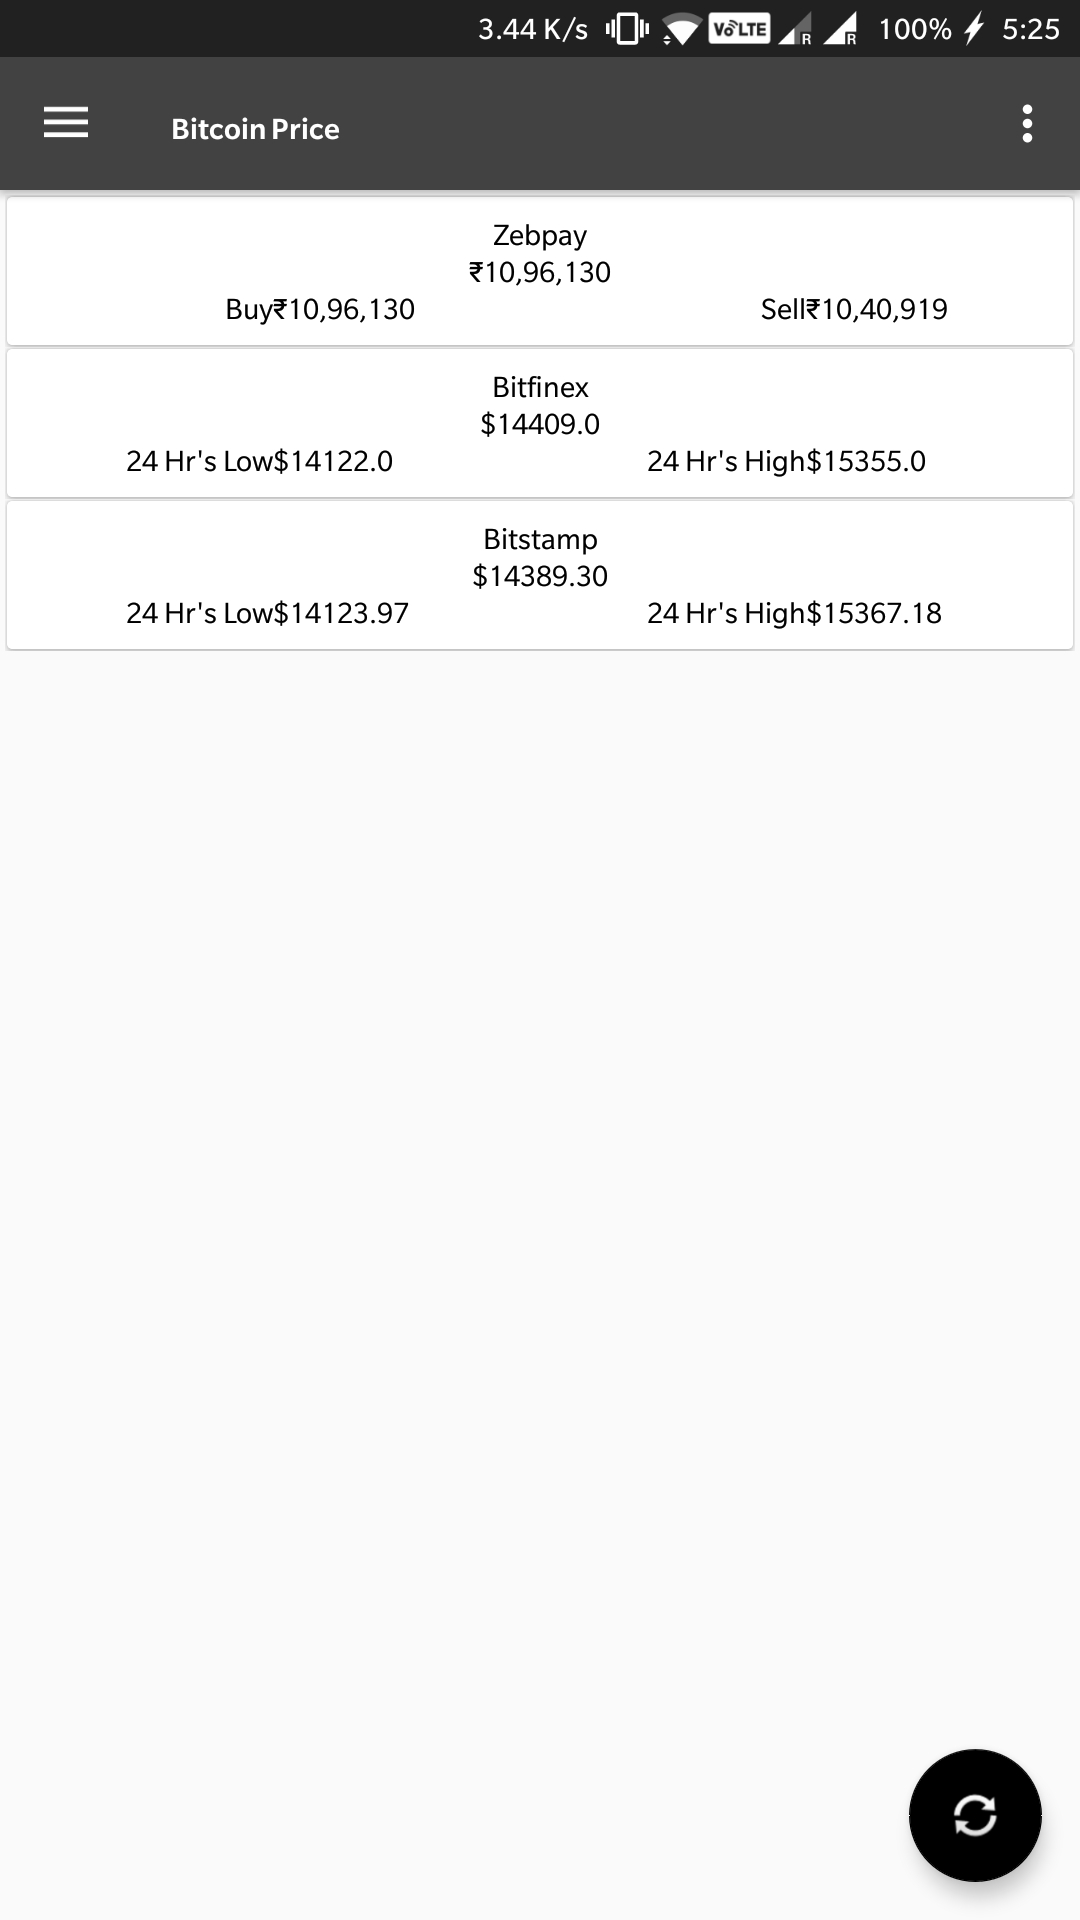 3.44 K/s VoLTE R R 100% 5:25
Bitcoin Price
Zebpay
₹10,96,130
Buy₹10,96,130 Sell₹10,40,919
Bitfinex
$14409.0
24 Hr's Low$14122.0 24 Hr's High$15355.0
Bitstamp
$14389.30
24 Hr's Low$14123.97 24 Hr's High$15367.18